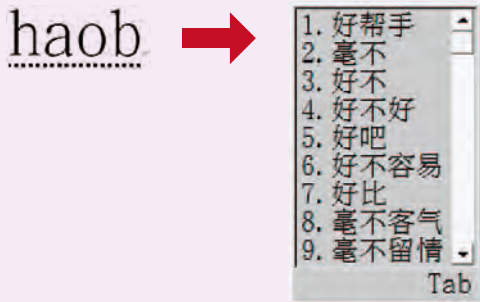 haob
1. 好帮手
2. 毫不
3. 好不
4. 好不好
5. 好吧
6. 好不容易
7. 好比
8. 毫不客气
9. 毫不留情
Tab